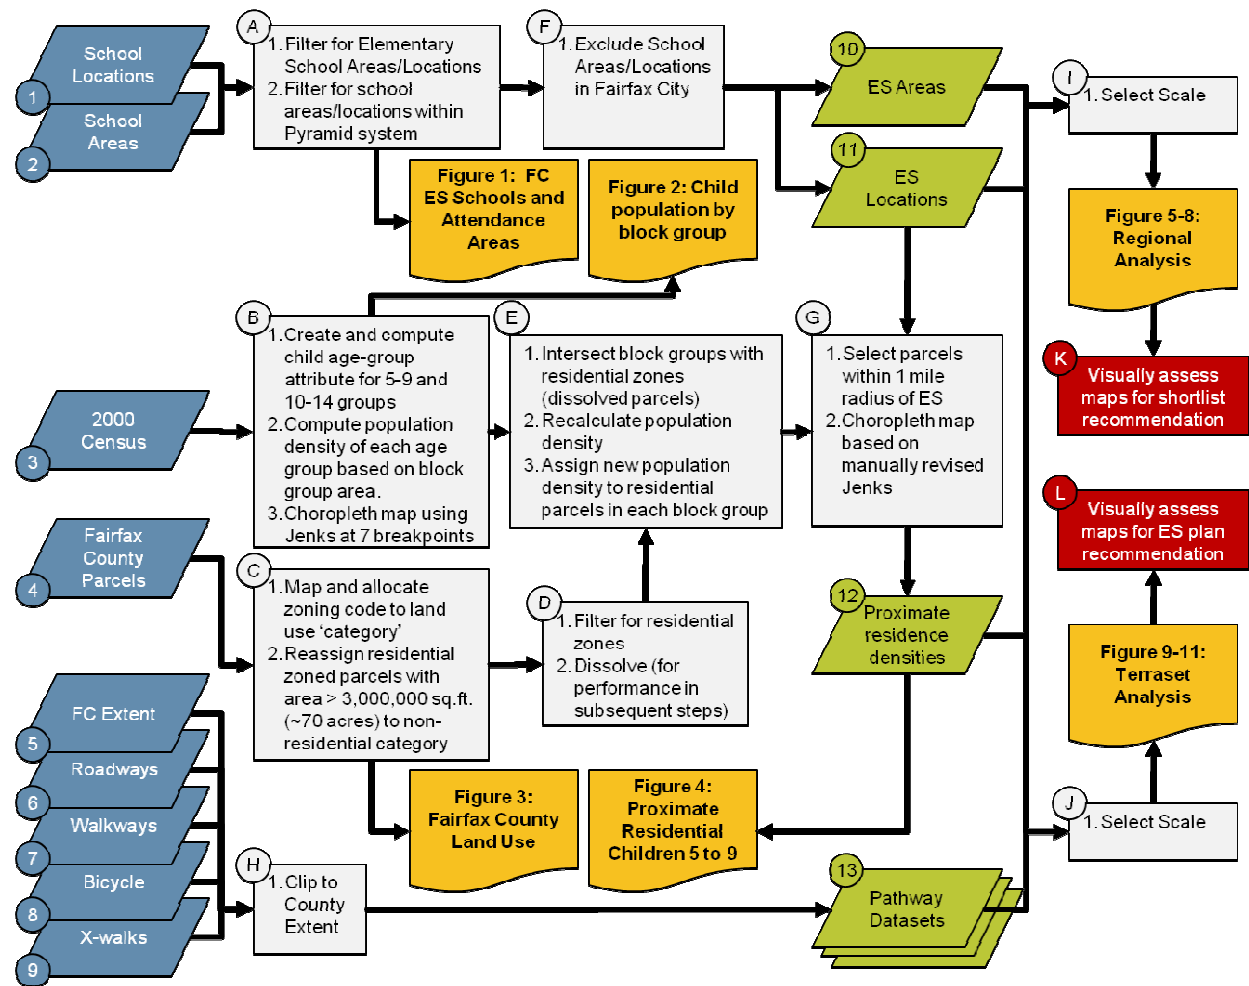 School
Locations
1
School
Areas
2
A
1. Filter for Elementary
School Areas/Locations
2. Filter for school
areas/locations within
Pyramid system
F
1. Exclude School
Areas/Locations
in Fairfax City
10
ES Areas
11
ES
Locations
I
1. Select Scale
Figure 1: FC
ES Schools and
Attendance
Areas
Figure 2: Child
population by
block group
Figure 5-8:
Regional
Analysis
2000
Census
3
B
1. Create and compute
child age-group
attribute for 5-9 and
10-14 groups
2. Compute population
density of each age
group based on block
group area.
3. Choropleth map using
Jenks at 7 breakpoints
E
1. Intersect block groups with
residential zones
(dissolved parcels)
2. Recalculate population
density
3. Assign new population
density to residential
parcels in each block group
G
1. Select parcels
within 1 mile
radius of ES
2. Choropleth map
based on
manually revised
Jenks
K
Visually assess
maps for shortlist
recommendation
L
Visually assess
maps for ES plan
recommendation
Fairfax
County
Parcels
4
C
1. Map and allocate
zoning code to land
use ‘category’
2. Reassign residential
zoned parcels with
area > 3,000,000 sq.ft.
(~70 acres) to non-
residential category
D
1. Filter for residential
zones
2. Dissolve (for
performance in
subsequent steps)
12
Proximate
residence
densities
Figure 9-11:
Terraset
Analysis
FC Extent
5
Roadways
6
Walkways
7
Bicycle
8
X-walks
9
Figure 3:
Fairfax County
Land Use
Figure 4:
Proximate
Residential
Children 5 to 9
J
1. Select Scale
H
1. Clip to
County
Extent
13
Pathway
Datasets